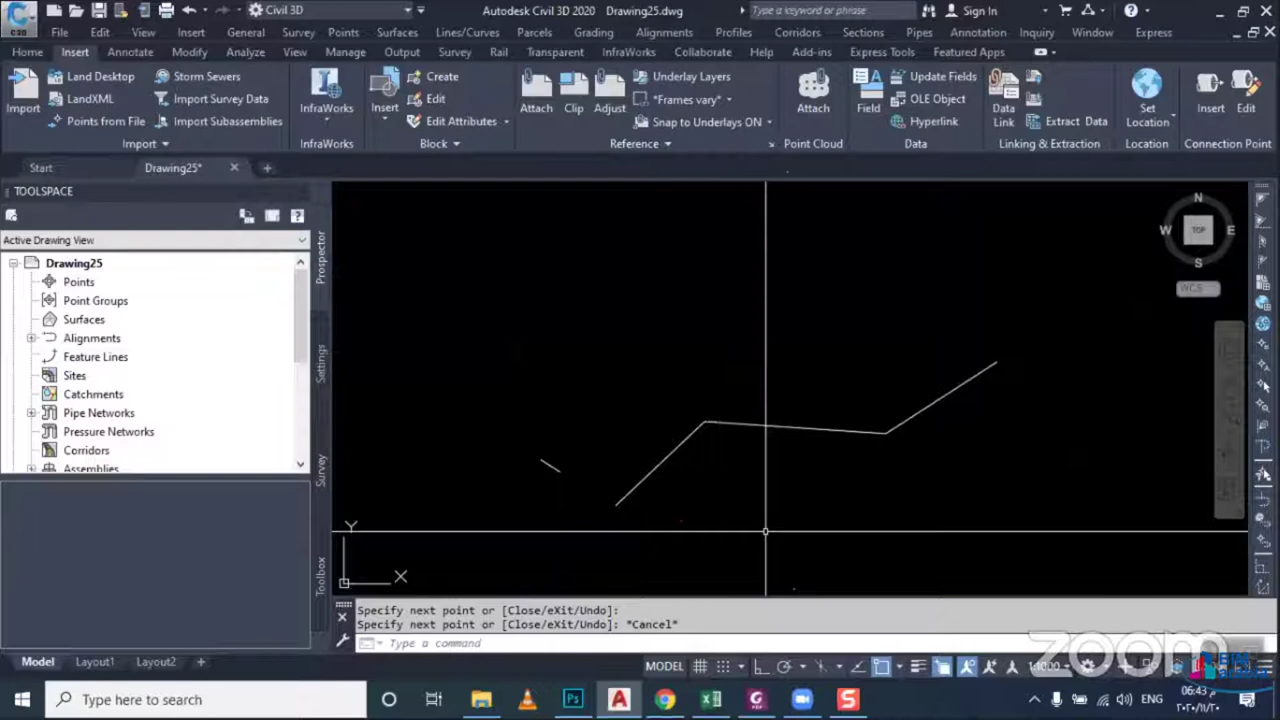 Civil 3D
Autodesk Civil 3D 2020 Drawing25.dwg
Type a keyword or phrase
Sign In
File Edit View Insert General Survey Points Surfaces Lines/Curves Parcels Grading Alignments Profiles Corridors Sections Pipes Annotation Inquiry Window Express
Home Insert Annotate Modify Analyze View Manage Output Survey Rail Transparent InfraWorks Collaborate Help Add-ins Express Tools Featured Apps
Import
Land Desktop
LandXML
Points from File
Storm Sewers
Import Survey Data
Import Subassemblies
Import
InfraWorks
InfraWorks
Insert
Create
Edit
Edit Attributes
Block
Attach
Clip
Adjust
Underlay Layers
*Frames vary*
Snap to Underlays ON
Reference
Attach
Point Cloud
Field
Update Fields
OLE Object
Hyperlink
Data
Data
Link
Extract Data
Linking & Extraction
Set
Location
Location
Insert
Edit
Connection Point
Start
Drawing25*
TOOLSPACE
Active Drawing View
Drawing25
Points
Point Groups
Surfaces
Alignments
Feature Lines
Sites
Catchments
Pipe Networks
Pressure Networks
Corridors
Assemblies
Prospector
Settings
Survey
Toolbox
N
W
TOP
E
S
WCS
Y
X
Specify next point or [Close/eXit/Undo]:
Specify next point or [Close/eXit/Undo]: *Cancel*
Type a command
zoom
Model Layout1 Layout2
MODEL
Type here to search
ENG
06:43 م
٢٠٢٠/١١/٢٠